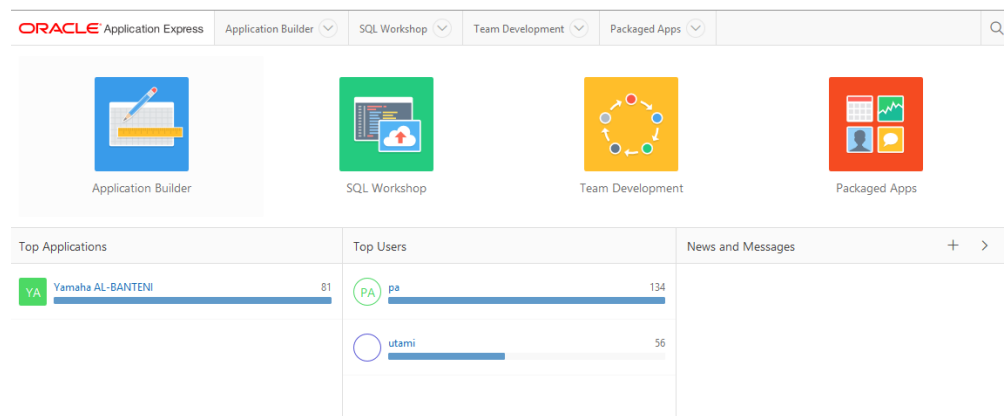 ORACLE Application Express Application Builder SQL Workshop Team Development Packaged Apps
Application Builder SQL Workshop Team Development Packaged Apps
Top Applications Top Users News and Messages
YA Yamaha AL-BANTENI 81 PA pa 134
utami 56